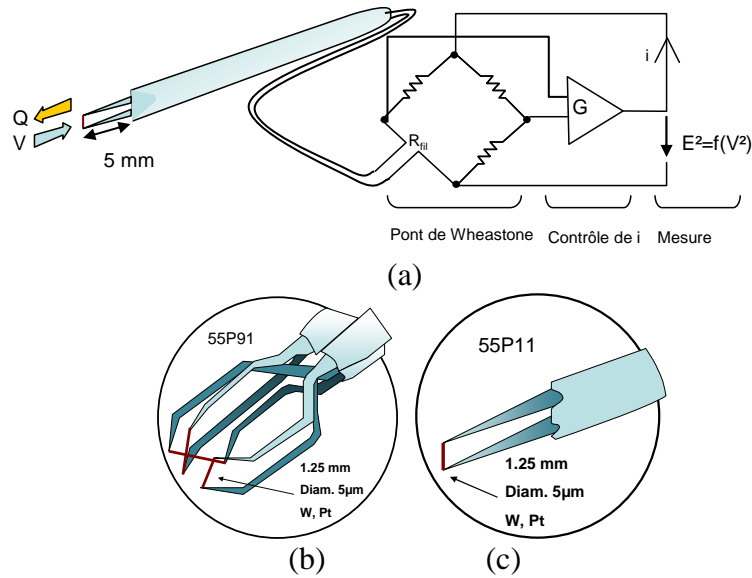 i
G
Q
V
5 mm
R_fil
E²=f(V²)
Pont de Wheastone Contrôle de i Mesure
(a)
55P91
1.25 mm
Diam. 5µm
W, Pt
(b)
55P11
1.25 mm
Diam. 5µm
W, Pt
(c)